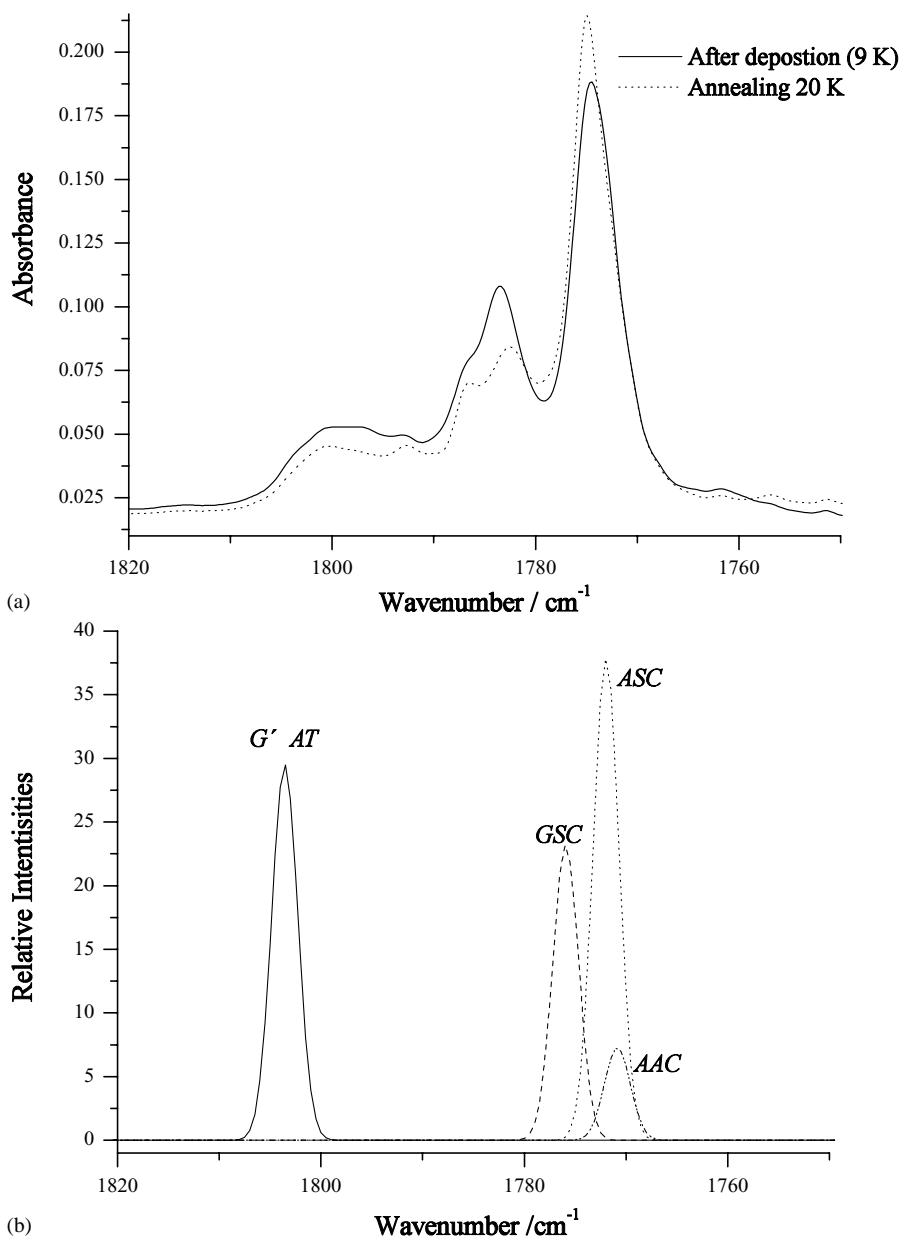 0.200
After depostion (9 K)
Annealing 20 K
0.175
0.150
0.125
Absorbance
0.100
0.075
0.050
0.025
1820
1800
1780
1760
(a)
Wavenumber / cm-1
40
35
30
25
20
15
10
5
0
Relative Intentisities
G´ AT
GSC
ASC
AAC
1820
1800
1780
1760
(b)
Wavenumber /cm-1